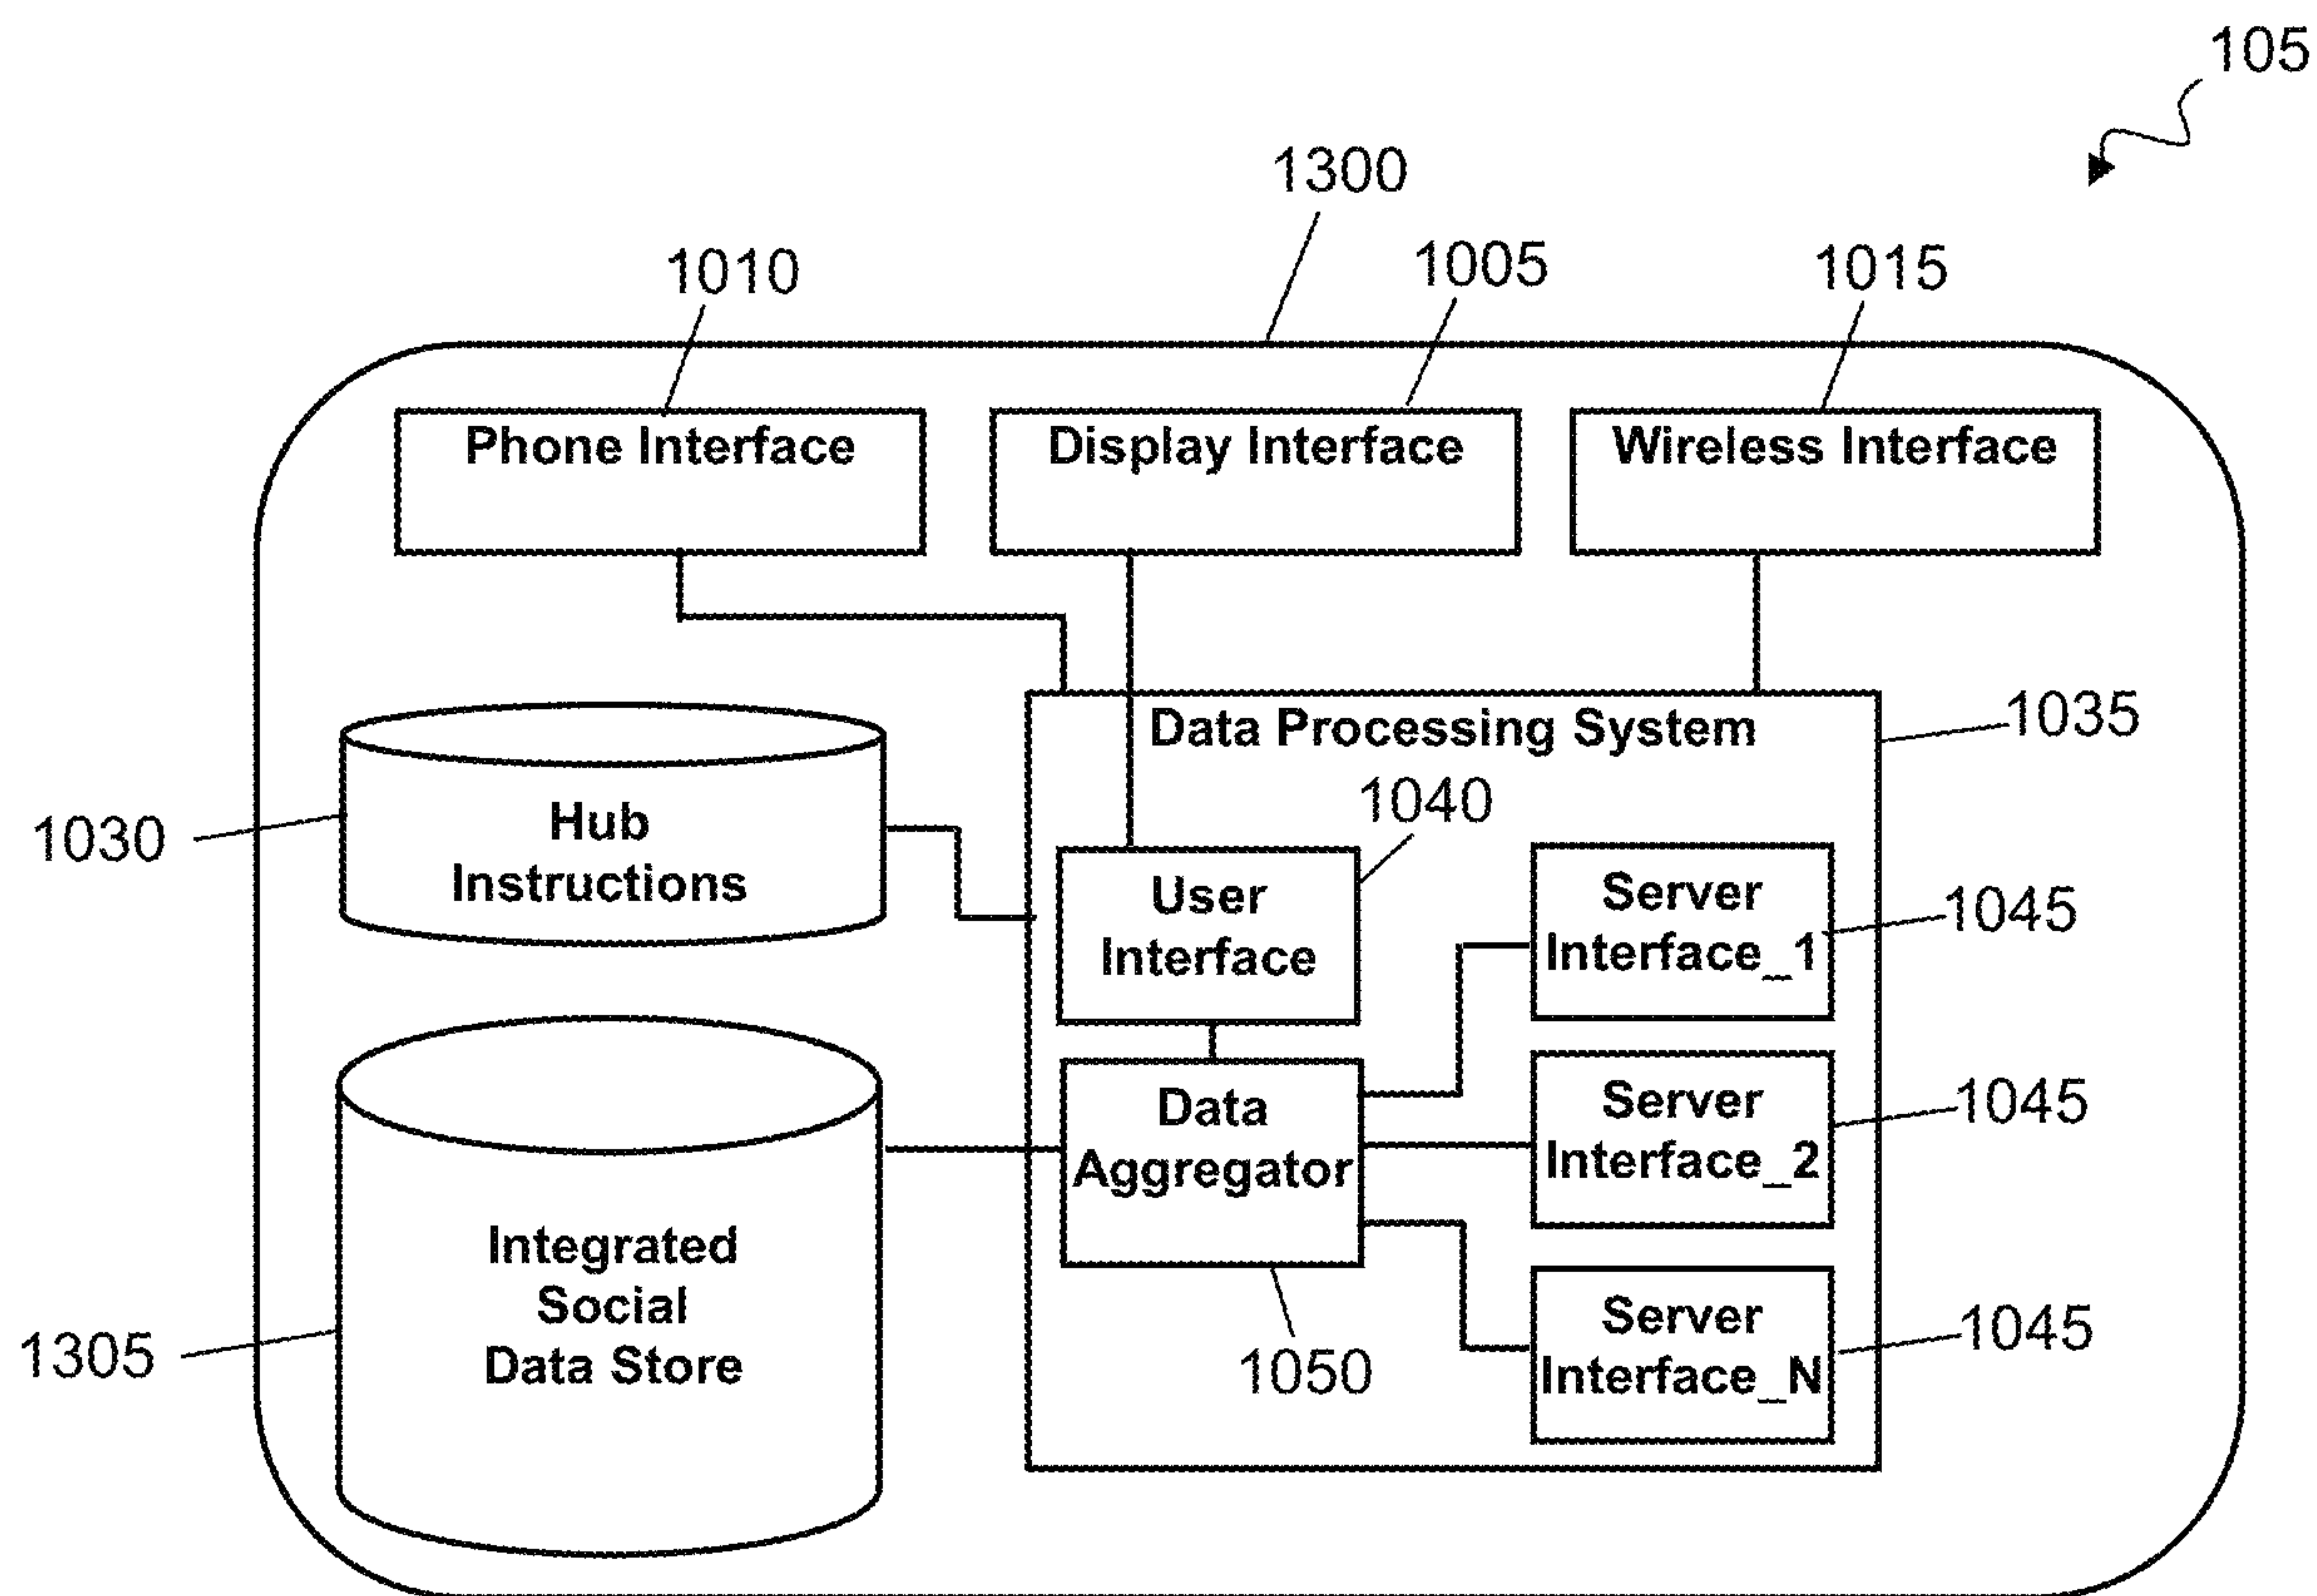 105
1300
1010
1005
1015
Phone Interface
Display Interface
Wireless Interface
Data Processing System
1035
1040
1030
Hub
Instructions
User
Interface
Server
Interface_1
1045
Data
Aggregator
Server
Interface_2
1045
Integrated
Social
Data Store
1305
1050
Server
Interface_N
1045